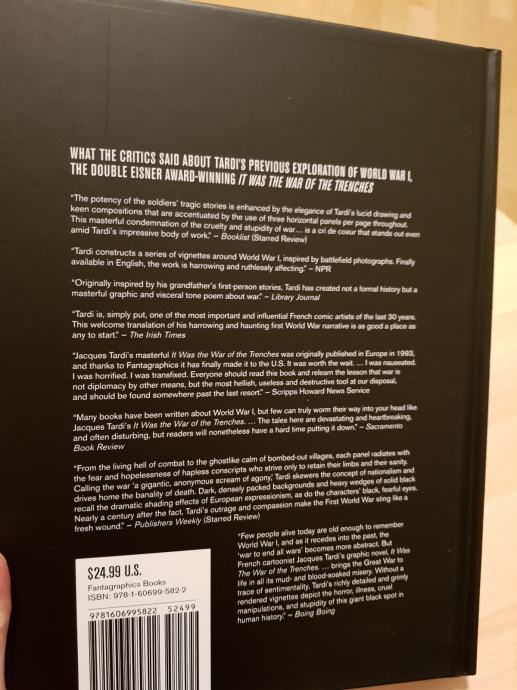 WHAT THE CRITICS SAID ABOUT TARDI'S PREVIOUS EXPLORATION OF WORLD WAR I,
THE DOUBLE EISNER AWARD-WINNING IT WAS THE WAR OF THE TRENCHES
"The potency of the soldiers' tragic stories is enhanced by the elegance of Tardi's lucid drawing and
keen compositions that are accentuated by the use of three horizontal panels per page throughout.
This masterful condemnation of the cruelty and stupidity of war... is a cri de coeur that stands out even
amid Tardi's impressive body of work." – Booklist (Starred Review)
"Tardi constructs a series of vignettes around World War I, inspired by battlefield photographs. Finally
available in English, the work is harrowing and ruthlessly affecting." – NPR
"Originally inspired by his grandfather's first-person stories, Tardi has created not a formal history but a
masterful graphic and visceral tone poem about war." – Library Journal
"Tardi is, simply put, one of the most important and influential French comic artists of the last 30 years.
This welcome translation of his harrowing and haunting first World War narrative is as good a place as
any to start." – The Irish Times
"Jacques Tardi's masterful It Was the War of the Trenches was originally published in Europe in 1993,
and thanks to Fantagraphics it has finally made it to the U.S. It was worth the wait. ... I was nauseated.
I was horrified. I was transfixed. Everyone should read this book and relearn the lesson that war is
not diplomacy by other means, but the most hellish, useless and destructive tool at our disposal,
and should be found somewhere past the last resort." – Scripps Howard News Service
"Many books have been written about World War I, but few can truly worm their way into your head like
Jacques Tardi's It Was the War of the Trenches. ... The tales here are devastating and heartbreaking,
and often disturbing, but readers will nonetheless have a hard time putting it down." – Sacramento
Book Review
"From the living hell of combat to the ghostlike calm of bombed-out villages, each panel radiates with
the fear and hopelessness of hapless conscripts who strive only to retain their limbs and their sanity.
Calling the war 'a gigantic, anonymous scream of agony,' Tardi skewers the concept of nationalism and
drives home the banality of death. Dark, densely packed backgrounds and heavy wedges of solid black
recall the dramatic shading effects of European expressionism, as do the characters' black, fearful eyes.
Nearly a century after the fact, Tardi's outrage and compassion make the First World War sting like a
fresh wound." – Publishers Weekly (Starred Review)
"Few people alive today are old enough to remember
World War I, and as it recedes into the past, the
'war to end all wars' becomes more abstract. But
French cartoonist Jacques Tardi's graphic novel, It Was
The War of the Trenches, ... brings the Great War to
life in all its mud- and blood-soaked misery. Without a
trace of sentimentality, Tardi's richly detailed and grimly
rendered vignettes depict the horror, illness, cruel
manipulations, and stupidity of this giant black spot in
human history." – Boing Boing
$24.99 U.S.
Fantagraphics Books
ISBN: 978-1-60699-582-2
9781606995822 52499